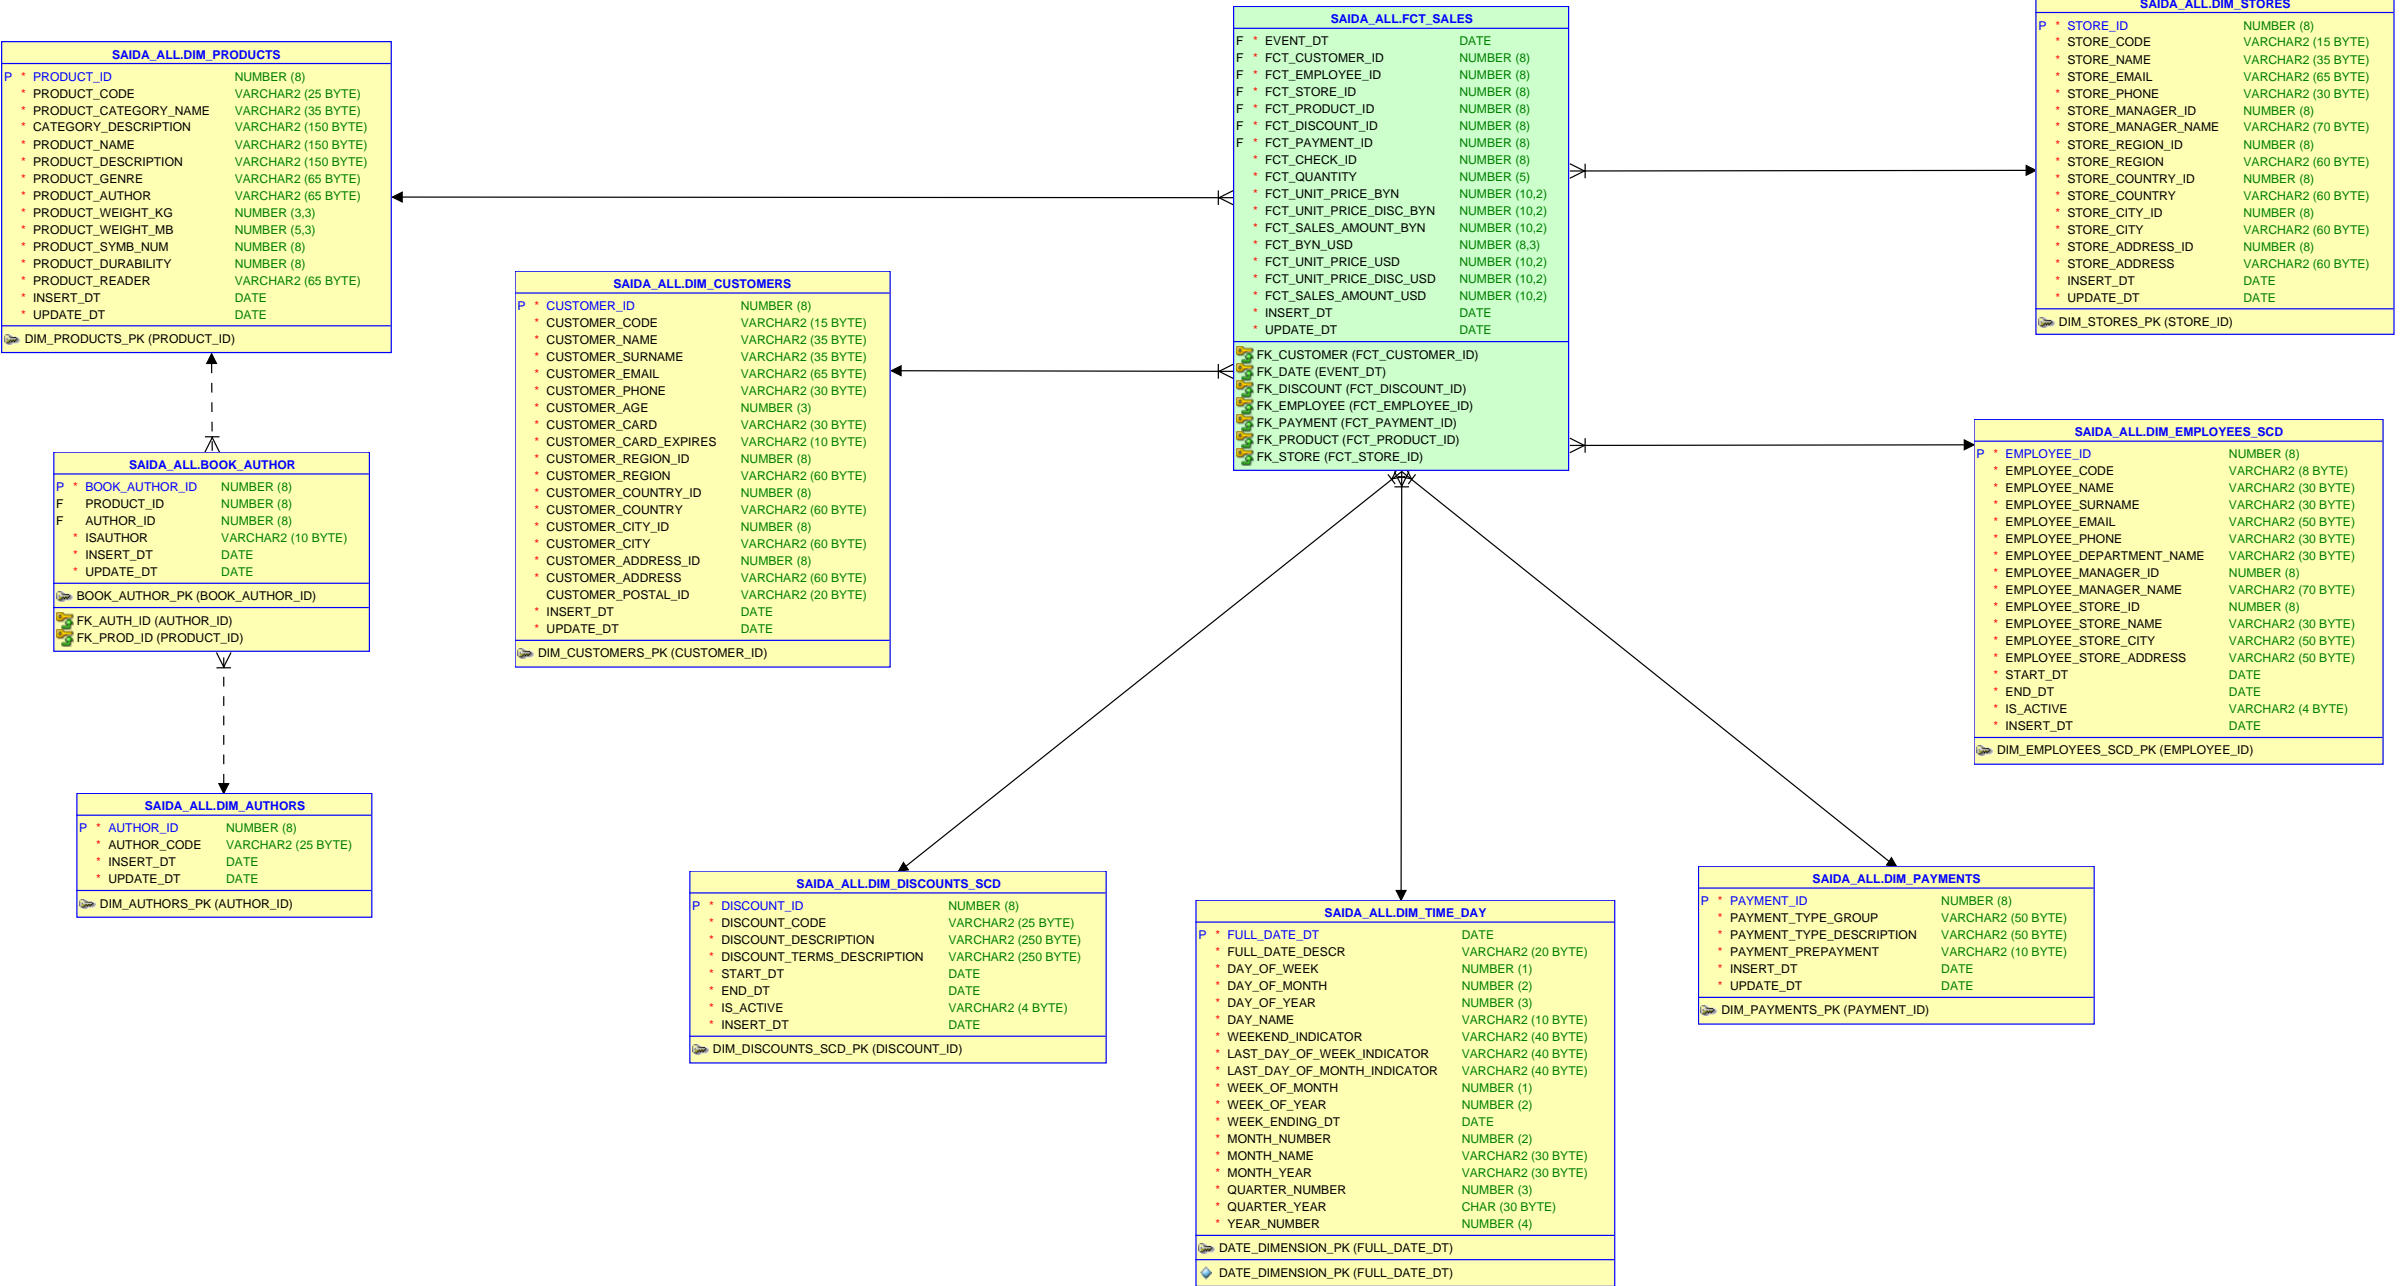 SAIDA_ALL.DIM_PRODUCTS
P * PRODUCT_ID NUMBER (8)
* PRODUCT_CODE VARCHAR2 (25 BYTE)
* PRODUCT_CATEGORY_NAME VARCHAR2 (35 BYTE)
* CATEGORY_DESCRIPTION VARCHAR2 (150 BYTE)
* PRODUCT_NAME VARCHAR2 (150 BYTE)
* PRODUCT_DESCRIPTION VARCHAR2 (150 BYTE)
* PRODUCT_GENRE VARCHAR2 (65 BYTE)
* PRODUCT_AUTHOR VARCHAR2 (65 BYTE)
* PRODUCT_WEIGHT_KG NUMBER (3,3)
* PRODUCT_WEIGHT_MB NUMBER (5,3)
* PRODUCT_SYMB_NUM NUMBER (8)
* PRODUCT_DURABILITY NUMBER (8)
* PRODUCT_READER VARCHAR2 (65 BYTE)
* INSERT_DT DATE
* UPDATE_DT DATE
DIM_PRODUCTS_PK (PRODUCT_ID)
SAIDA_ALL.BOOK_AUTHOR
P * BOOK_AUTHOR_ID NUMBER (8)
F PRODUCT_ID NUMBER (8)
F AUTHOR_ID NUMBER (8)
* ISAUTHOR VARCHAR2 (10 BYTE)
* INSERT_DT DATE
* UPDATE_DT DATE
BOOK_AUTHOR_PK (BOOK_AUTHOR_ID)
FK_AUTH_ID (AUTHOR_ID)
FK_PROD_ID (PRODUCT_ID)
SAIDA_ALL.DIM_AUTHORS
P * AUTHOR_ID NUMBER (8)
* AUTHOR_CODE VARCHAR2 (25 BYTE)
* INSERT_DT DATE
* UPDATE_DT DATE
DIM_AUTHORS_PK (AUTHOR_ID)
SAIDA_ALL.DIM_CUSTOMERS
P * CUSTOMER_ID NUMBER (8)
* CUSTOMER_CODE VARCHAR2 (15 BYTE)
* CUSTOMER_NAME VARCHAR2 (35 BYTE)
* CUSTOMER_SURNAME VARCHAR2 (35 BYTE)
* CUSTOMER_EMAIL VARCHAR2 (65 BYTE)
* CUSTOMER_PHONE VARCHAR2 (30 BYTE)
* CUSTOMER_AGE NUMBER (3)
* CUSTOMER_CARD VARCHAR2 (30 BYTE)
* CUSTOMER_CARD_EXPIRES VARCHAR2 (10 BYTE)
* CUSTOMER_REGION_ID NUMBER (8)
* CUSTOMER_REGION VARCHAR2 (60 BYTE)
* CUSTOMER_COUNTRY_ID NUMBER (8)
* CUSTOMER_COUNTRY VARCHAR2 (60 BYTE)
* CUSTOMER_CITY_ID NUMBER (8)
* CUSTOMER_CITY VARCHAR2 (60 BYTE)
* CUSTOMER_ADDRESS_ID NUMBER (8)
* CUSTOMER_ADDRESS VARCHAR2 (60 BYTE)
CUSTOMER_POSTAL_ID VARCHAR2 (20 BYTE)
* INSERT_DT DATE
* UPDATE_DT DATE
DIM_CUSTOMERS_PK (CUSTOMER_ID)
SAIDA_ALL.FCT_SALES
F * EVENT_DT DATE
F * FCT_CUSTOMER_ID NUMBER (8)
F * FCT_EMPLOYEE_ID NUMBER (8)
F * FCT_STORE_ID NUMBER (8)
F * FCT_PRODUCT_ID NUMBER (8)
F * FCT_DISCOUNT_ID NUMBER (8)
F * FCT_PAYMENT_ID NUMBER (8)
* FCT_CHECK_ID NUMBER (8)
* FCT_QUANTITY NUMBER (5)
* FCT_UNIT_PRICE_BYN NUMBER (10,2)
* FCT_UNIT_PRICE_DISC_BYN NUMBER (10,2)
* FCT_SALES_AMOUNT_BYN NUMBER (10,2)
* FCT_BYN_USD NUMBER (8,3)
* FCT_UNIT_PRICE_USD NUMBER (10,2)
* FCT_UNIT_PRICE_DISC_USD NUMBER (10,2)
* FCT_SALES_AMOUNT_USD NUMBER (10,2)
* INSERT_DT DATE
* UPDATE_DT DATE
FK_CUSTOMER (FCT_CUSTOMER_ID)
FK_DATE (EVENT_DT)
FK_DISCOUNT (FCT_DISCOUNT_ID)
FK_EMPLOYEE (FCT_EMPLOYEE_ID)
FK_PAYMENT (FCT_PAYMENT_ID)
FK_PRODUCT (FCT_PRODUCT_ID)
FK_STORE (FCT_STORE_ID)
SAIDA_ALL.DIM_STORES
P * STORE_ID NUMBER (8)
* STORE_CODE VARCHAR2 (15 BYTE)
* STORE_NAME VARCHAR2 (35 BYTE)
* STORE_EMAIL VARCHAR2 (65 BYTE)
* STORE_PHONE VARCHAR2 (30 BYTE)
* STORE_MANAGER_ID NUMBER (8)
* STORE_MANAGER_NAME VARCHAR2 (70 BYTE)
* STORE_REGION_ID NUMBER (8)
* STORE_REGION VARCHAR2 (60 BYTE)
* STORE_COUNTRY_ID NUMBER (8)
* STORE_COUNTRY VARCHAR2 (60 BYTE)
* STORE_CITY_ID NUMBER (8)
* STORE_CITY VARCHAR2 (60 BYTE)
* STORE_ADDRESS_ID NUMBER (8)
* STORE_ADDRESS VARCHAR2 (60 BYTE)
* INSERT_DT DATE
* UPDATE_DT DATE
DIM_STORES_PK (STORE_ID)
SAIDA_ALL.DIM_EMPLOYEES_SCD
P * EMPLOYEE_ID NUMBER (8)
* EMPLOYEE_CODE VARCHAR2 (8 BYTE)
* EMPLOYEE_NAME VARCHAR2 (30 BYTE)
* EMPLOYEE_SURNAME VARCHAR2 (30 BYTE)
* EMPLOYEE_EMAIL VARCHAR2 (50 BYTE)
* EMPLOYEE_PHONE VARCHAR2 (30 BYTE)
* EMPLOYEE_DEPARTMENT_NAME VARCHAR2 (30 BYTE)
* EMPLOYEE_MANAGER_ID NUMBER (8)
* EMPLOYEE_MANAGER_NAME VARCHAR2 (70 BYTE)
* EMPLOYEE_STORE_ID NUMBER (8)
* EMPLOYEE_STORE_NAME VARCHAR2 (30 BYTE)
* EMPLOYEE_STORE_CITY VARCHAR2 (50 BYTE)
* EMPLOYEE_STORE_ADDRESS VARCHAR2 (50 BYTE)
* START_DT DATE
* END_DT DATE
* IS_ACTIVE VARCHAR2 (4 BYTE)
* INSERT_DT DATE
DIM_EMPLOYEES_SCD_PK (EMPLOYEE_ID)
SAIDA_ALL.DIM_DISCOUNTS_SCD
P * DISCOUNT_ID NUMBER (8)
* DISCOUNT_CODE VARCHAR2 (25 BYTE)
* DISCOUNT_DESCRIPTION VARCHAR2 (250 BYTE)
* DISCOUNT_TERMS_DESCRIPTION VARCHAR2 (250 BYTE)
* START_DT DATE
* END_DT DATE
* IS_ACTIVE VARCHAR2 (4 BYTE)
* INSERT_DT DATE
DIM_DISCOUNTS_SCD_PK (DISCOUNT_ID)
SAIDA_ALL.DIM_TIME_DAY
P * FULL_DATE_DT DATE
* FULL_DATE_DESCR VARCHAR2 (20 BYTE)
* DAY_OF_WEEK NUMBER (1)
* DAY_OF_MONTH NUMBER (2)
* DAY_OF_YEAR NUMBER (3)
* DAY_NAME VARCHAR2 (10 BYTE)
* WEEKEND_INDICATOR VARCHAR2 (40 BYTE)
* LAST_DAY_OF_WEEK_INDICATOR VARCHAR2 (40 BYTE)
* LAST_DAY_OF_MONTH_INDICATOR VARCHAR2 (40 BYTE)
* WEEK_OF_MONTH NUMBER (1)
* WEEK_OF_YEAR NUMBER (2)
* WEEK_ENDING_DT DATE
* MONTH_NUMBER NUMBER (2)
* MONTH_NAME VARCHAR2 (30 BYTE)
* MONTH_YEAR VARCHAR2 (30 BYTE)
* QUARTER_NUMBER NUMBER (3)
* QUARTER_YEAR CHAR (30 BYTE)
* YEAR_NUMBER NUMBER (4)
DATE_DIMENSION_PK (FULL_DATE_DT)
DATE_DIMENSION_PK (FULL_DATE_DT)
SAIDA_ALL.DIM_PAYMENTS
P * PAYMENT_ID NUMBER (8)
* PAYMENT_TYPE_GROUP VARCHAR2 (50 BYTE)
* PAYMENT_TYPE_DESCRIPTION VARCHAR2 (50 BYTE)
* PAYMENT_PREPAYMENT VARCHAR2 (10 BYTE)
* INSERT_DT DATE
* UPDATE_DT DATE
DIM_PAYMENTS_PK (PAYMENT_ID)